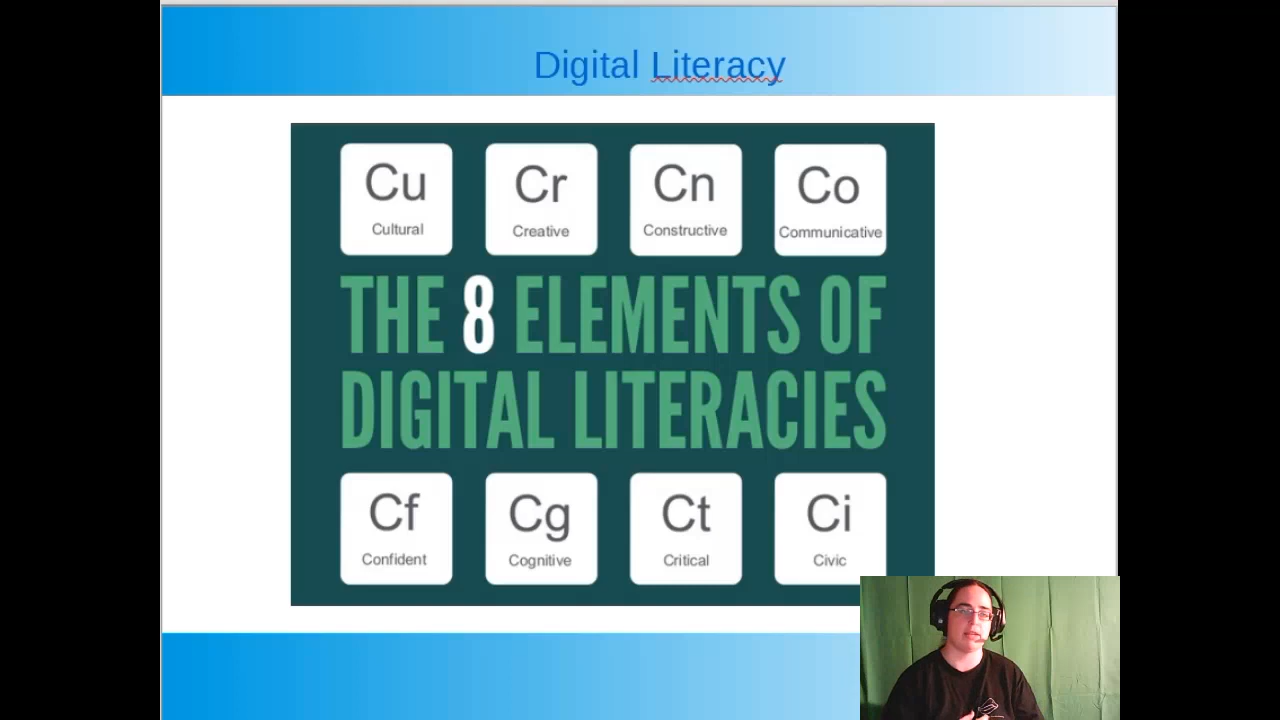 Digital Literacy
Cu Cr Cn Co
Cultural Creative Constructive Communicative
THE 8 ELEMENTS OF
DIGITAL LITERACIES
Cf Cg Ct Ci
Confident Cognitive Critical Civic